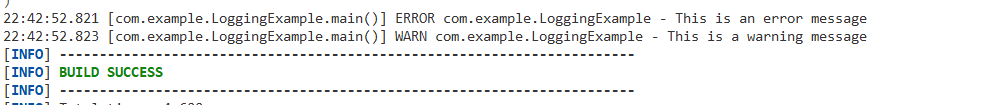 )
22:42:52.821 [com.example.LoggingExample.main()] ERROR com.example.LoggingExample - This is an error message
22:42:52.823 [com.example.LoggingExample.main()] WARN com.example.LoggingExample - This is a warning message
[INFO] ------------------------------------------------------------------------
[INFO] BUILD SUCCESS
[INFO] ------------------------------------------------------------------------